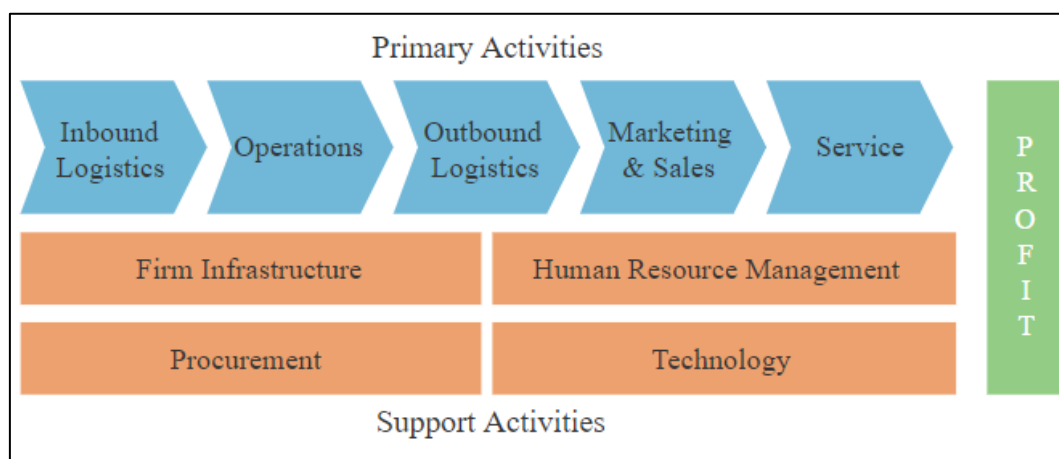 Primary Activities
Inbound
Logistics
Operations
Outbound
Logistics
Marketing
& Sales
Service
Firm Infrastructure
Human Resource Management
Procurement
Technology
Support Activities
PROFIT